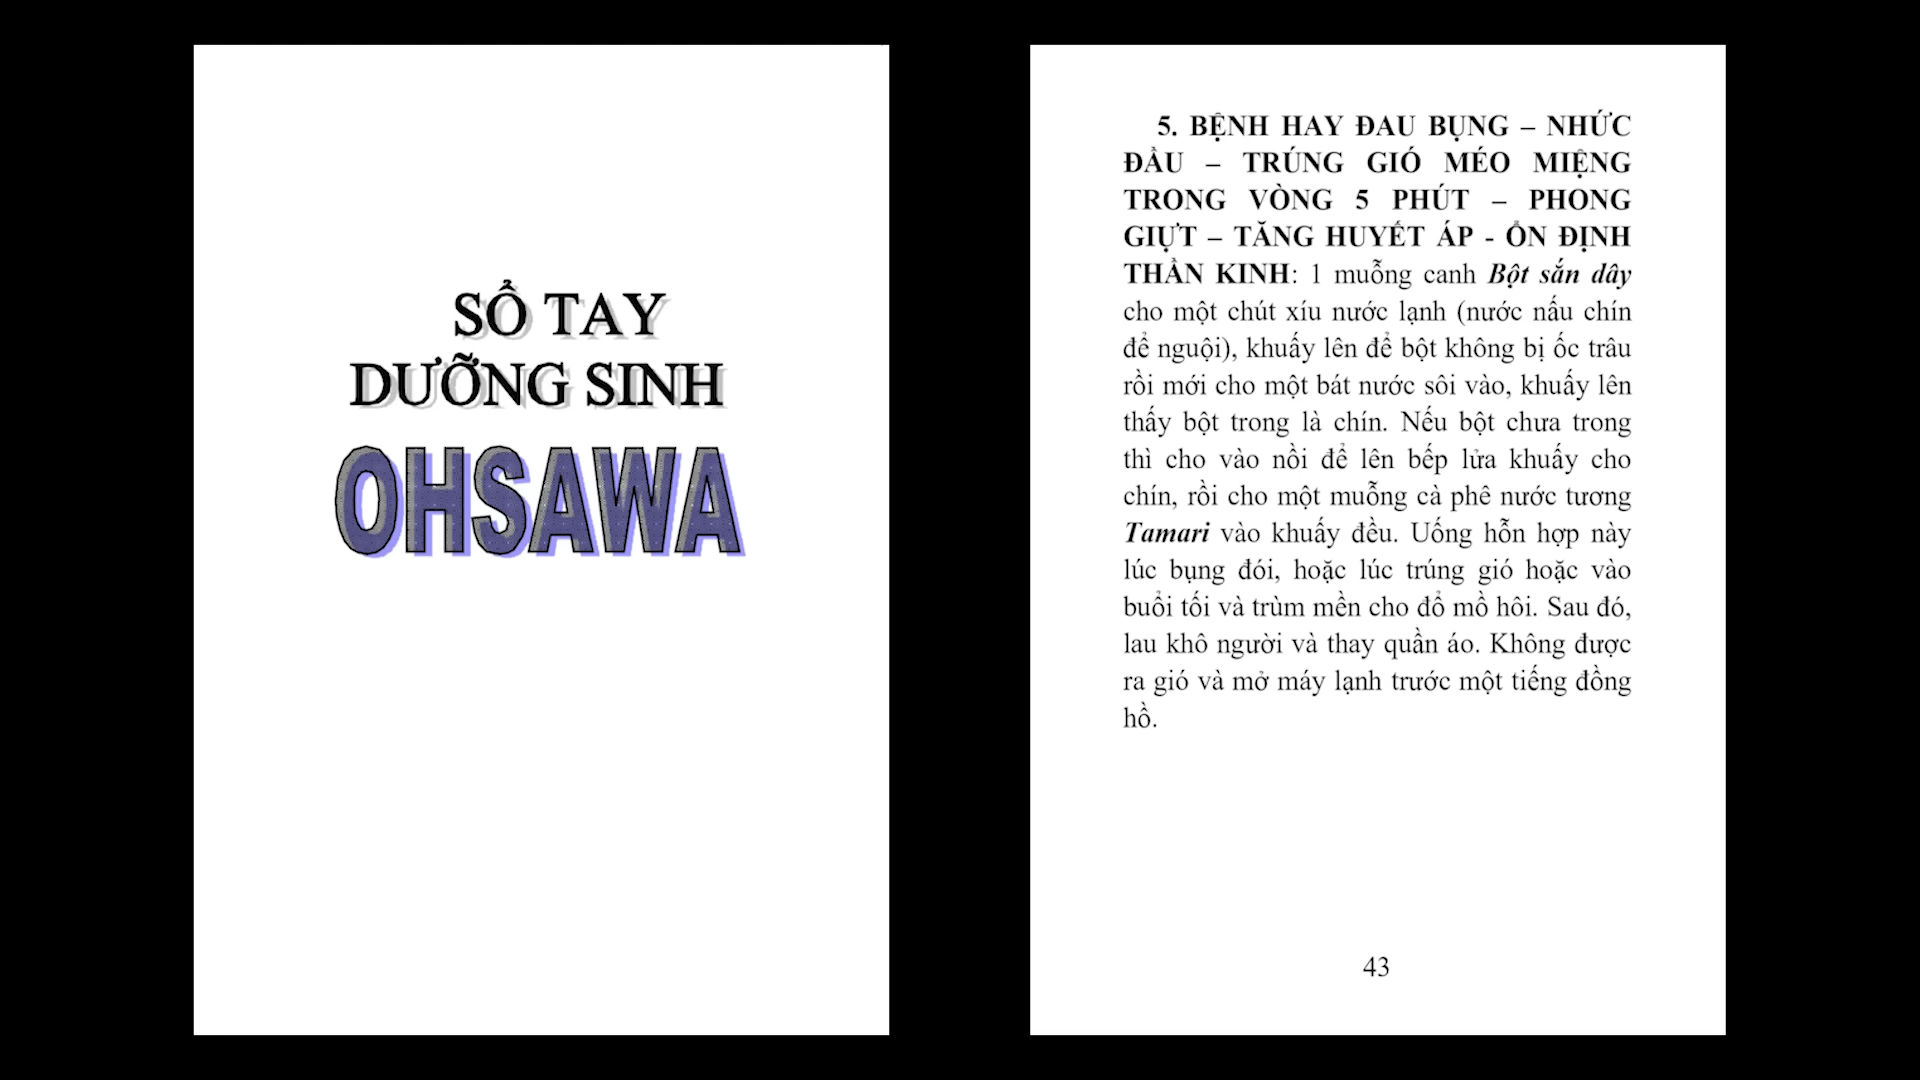 SỔ TAY
DƯỠNG SINH
OHSAWA
5. BỆNH HAY ĐAU BỤNG – NHỨC
ĐẦU – TRÚNG GIÓ MÉO MIỆNG
TRONG VÒNG 5 PHÚT – PHONG
GIỰT – TĂNG HUYẾT ÁP - ỔN ĐỊNH
THẦN KINH: 1 muỗng canh Bột sắn dây
cho một chút xíu nước lạnh (nước nấu chín
để nguội), khuấy lên để bột không bị ốc trâu
rồi mới cho một bát nước sôi vào, khuấy lên
thấy bột trong là chín. Nếu bột chưa trong
thì cho vào nồi để lên bếp lửa khuấy cho
chín, rồi cho một muỗng cà phê nước tương
Tamari vào khuấy đều. Uống hỗn hợp này
lúc bụng đói, hoặc lúc trúng gió hoặc vào
buổi tối và trùm mền cho đổ mồ hôi. Sau đó,
lau khô người và thay quần áo. Không được
ra gió và mở máy lạnh trước một tiếng đồng
hồ.
43